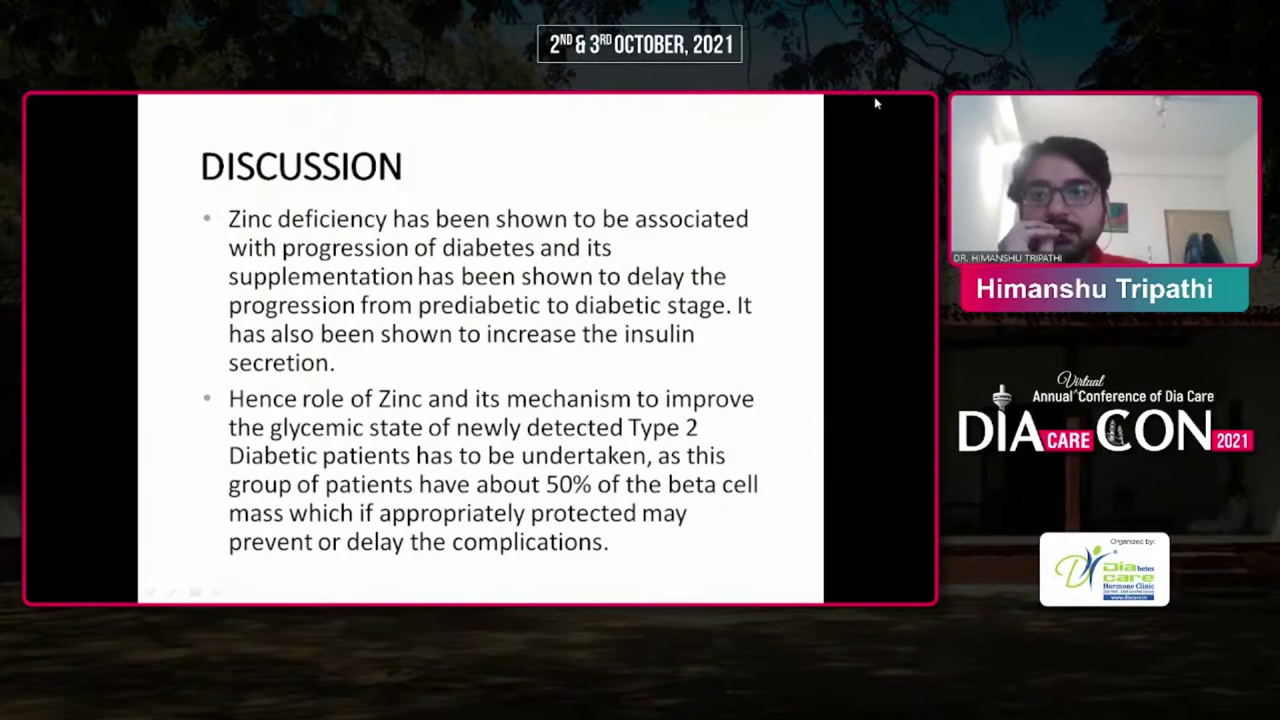 2ND & 3RD OCTOBER, 2021
DISCUSSION
• Zinc deficiency has been shown to be associated
with progression of diabetes and its
supplementation has been shown to delay the
progression from prediabetic to diabetic stage. It
has also been shown to increase the insulin
secretion.
• Hence role of Zinc and its mechanism to improve
the glycemic state of newly detected Type 2
Diabetic patients has to be undertaken, as this
group of patients have about 50% of the beta cell
mass which if appropriately protected may
prevent or delay the complications.
DR. HIMANSHU TRIPATHI
Himanshu Tripathi
Virtual
Annual ^ Conference of Dia Care
DIA CARE CON 2021
Organized by:
Diabetes
care
Hormone Clinic
www.diacare.in